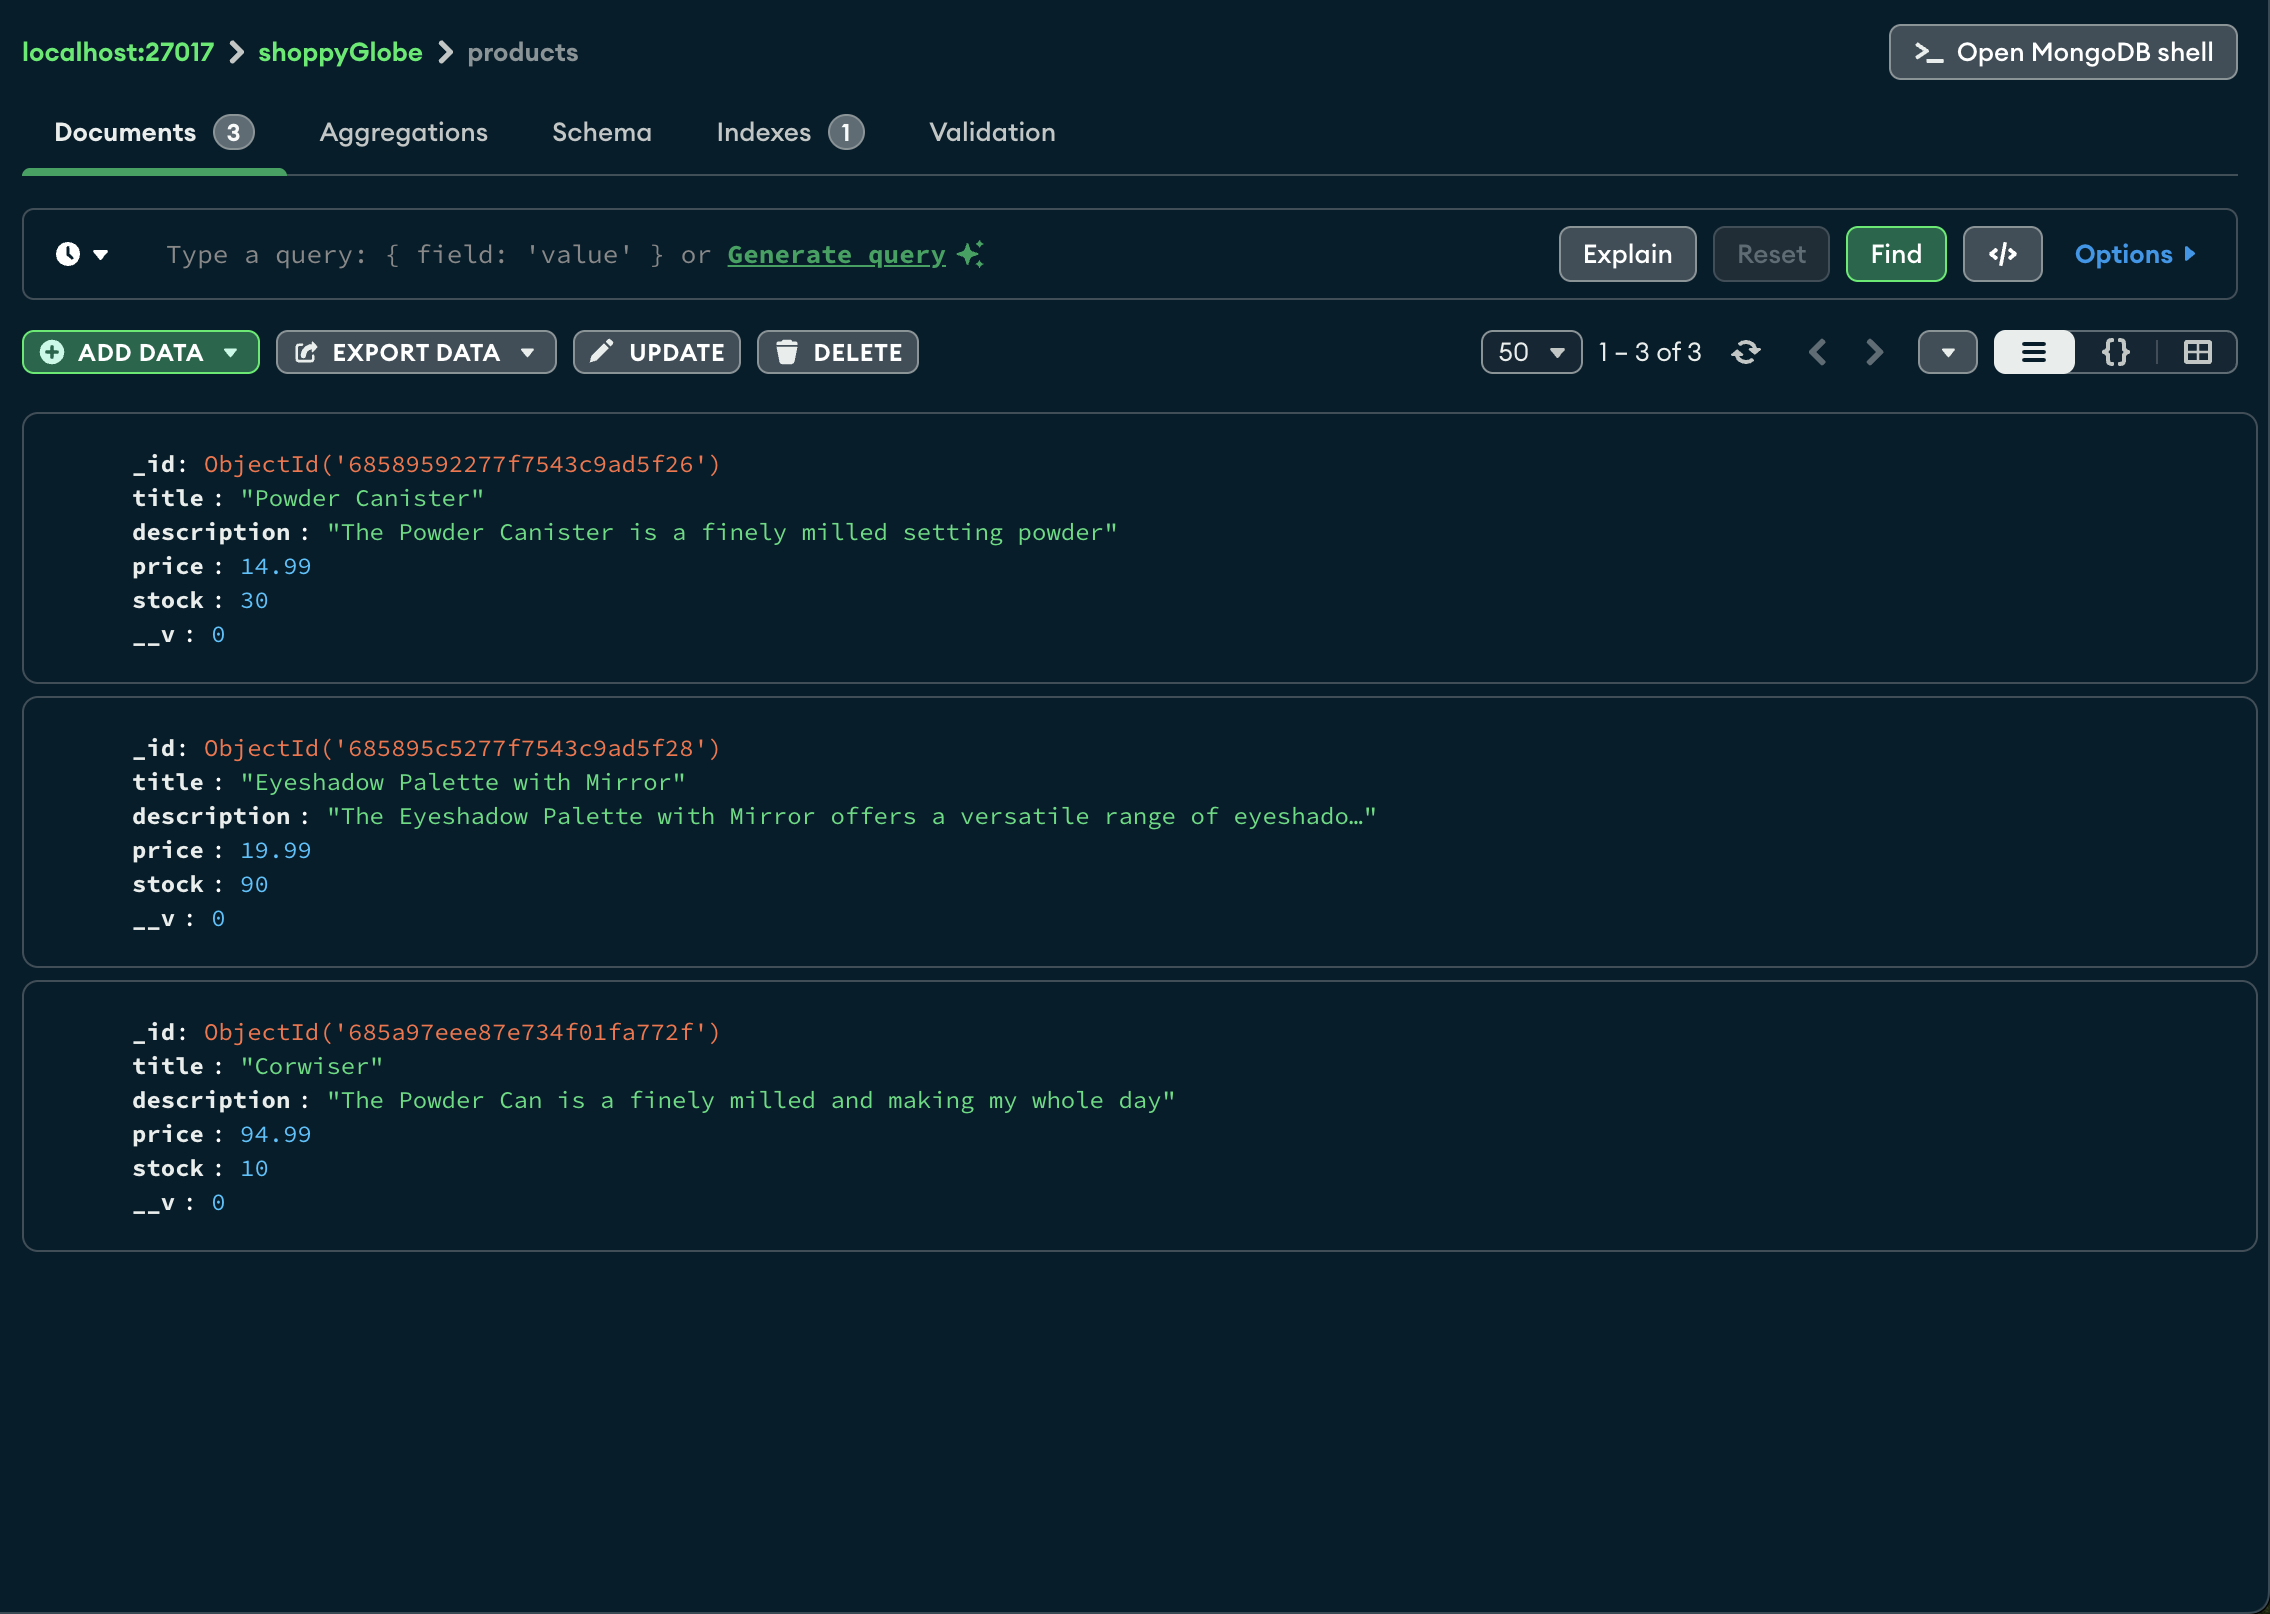 localhost:27017 shoppyGlobe products
>_ Open MongoDB shell
Documents 3 Aggregations Schema Indexes 1 Validation
Type a query: { field: 'value' } or Generate query
Explain Reset Find </> Options
ADD DATA EXPORT DATA UPDATE DELETE 50 1 – 3 of 3 {}
_id: ObjectId('68589592277f7543c9ad5f26')
title : "Powder Canister"
description : "The Powder Canister is a finely milled setting powder"
price : 14.99
stock : 30
__v : 0
_id: ObjectId('685895c5277f7543c9ad5f28')
title : "Eyeshadow Palette with Mirror"
description : "The Eyeshadow Palette with Mirror offers a versatile range of eyeshado…"
price : 19.99
stock : 90
__v : 0
_id: ObjectId('685a97eee87e734f01fa772f')
title : "Corwiser"
description : "The Powder Can is a finely milled and making my whole day"
price : 94.99
stock : 10
__v : 0